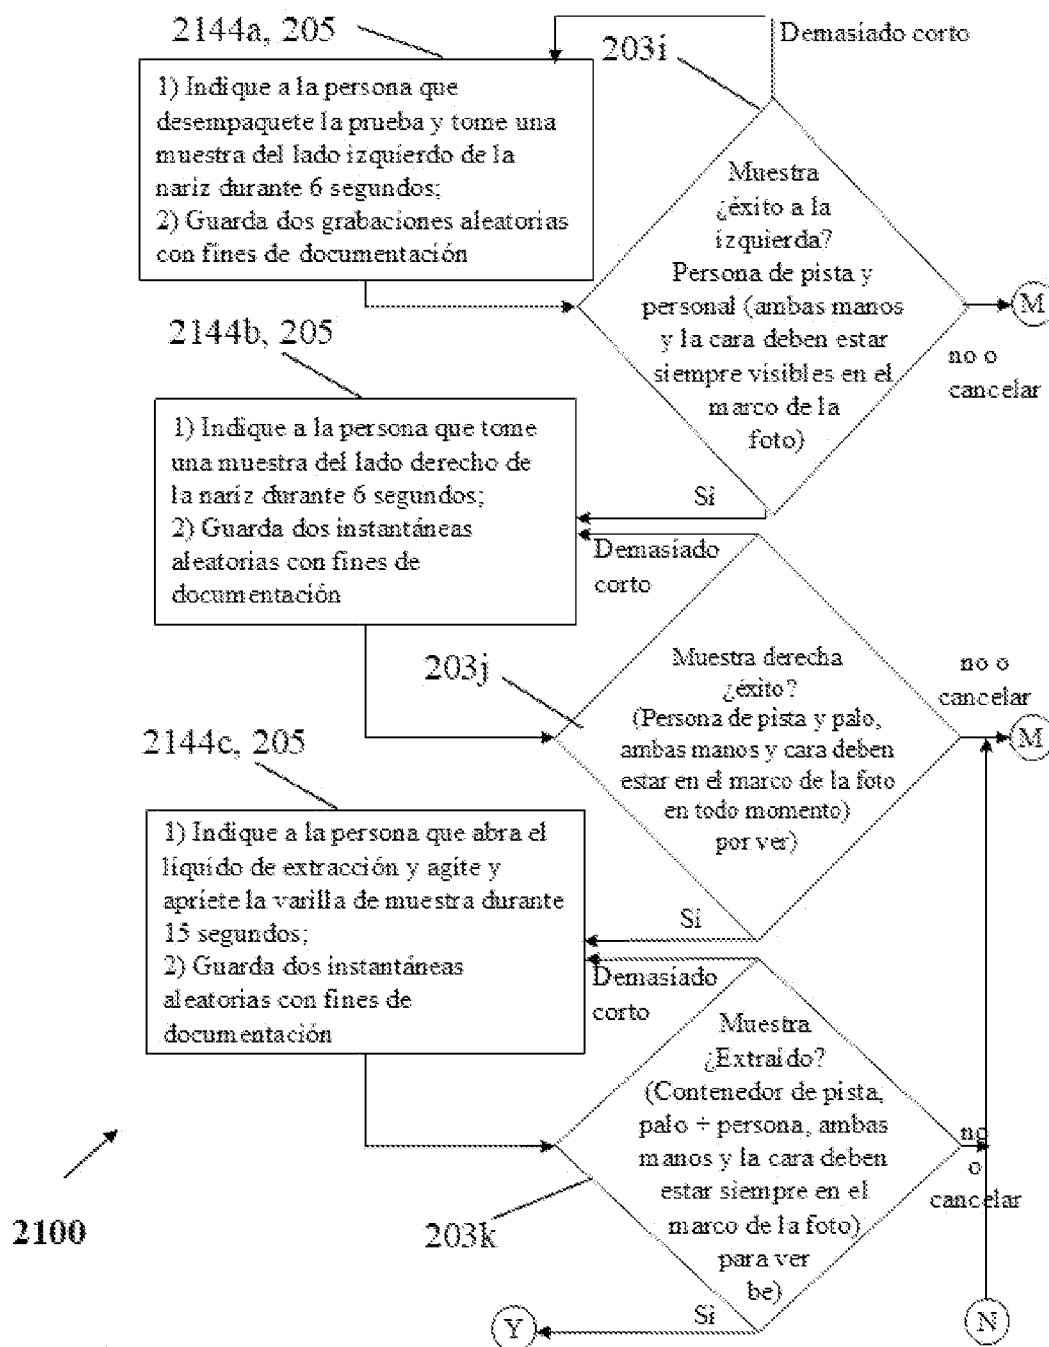 2144a, 205
1) Indique a la persona que
desempaquete la prueba y tome una
muestra del lado izquierdo de la
nariz durante 6 segundos;
2) Guarda dos grabaciones aleatorias
con fines de documentación
203i
Demasiado corto
Muestra
¿éxito a la
izquierda?
Persona de pista y
personal (ambas manos
y la cara deben estar
siempre visibles en el
marco de la
foto)
M
no o
cancelar
Sí
2144b, 205
1) Indique a la persona que tome
una muestra del lado derecho de
la nariz durante 6 segundos;
2) Guarda dos instantáneas
aleatorias con fines de
documentación
Demasiado
corto
203j
Muestra derecha
¿éxito?
(Persona de pista y palo,
ambas manos y cara deben
estar en el marco de la foto
en todo momento)
por ver)
no o
cancelar
M
Sí
2144c, 205
1) Indique a la persona que abra el
líquido de extracción y agite y
apriete la varilla de muestra durante
15 segundos;
2) Guarda dos instantáneas
aleatorias con fines de
documentación
Demasiado
corto
Muestra
¿Extraído?
(Contenedor de pista,
palo + persona, ambas
manos y la cara deben
estar siempre en el
marco de la foto)
para ver
be)
no
o
cancelar
203k
2100
Sí
Y
N